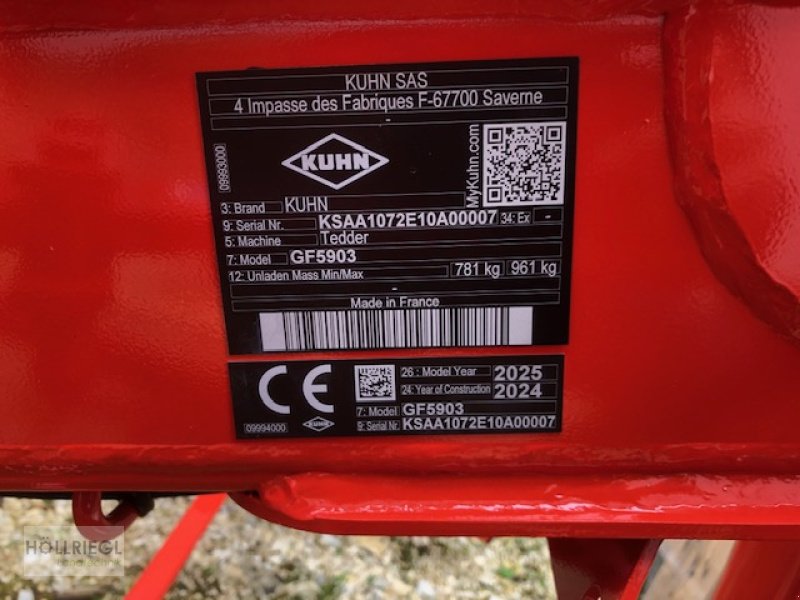 KUHN SAS
4 Impasse des Fabriques F-67700 Saverne
-
09993000
KUHN
MyKuhn.com
3: Brand KUHN
9: Serial Nr. KSAA1072E10A00007 34: Ex -
5: Machine Tedder
7: Model GF5903
12: Unladen Mass Min/Max 781 kg 961 kg
Made in France
CE
26 : Model Year 2025
24: Year of Construction 2024
7: Model GF5903
09994000 KUHN 9: Serial Nr. KSAA1072E10A00007
HÖLLRIEGL
Landtechnik